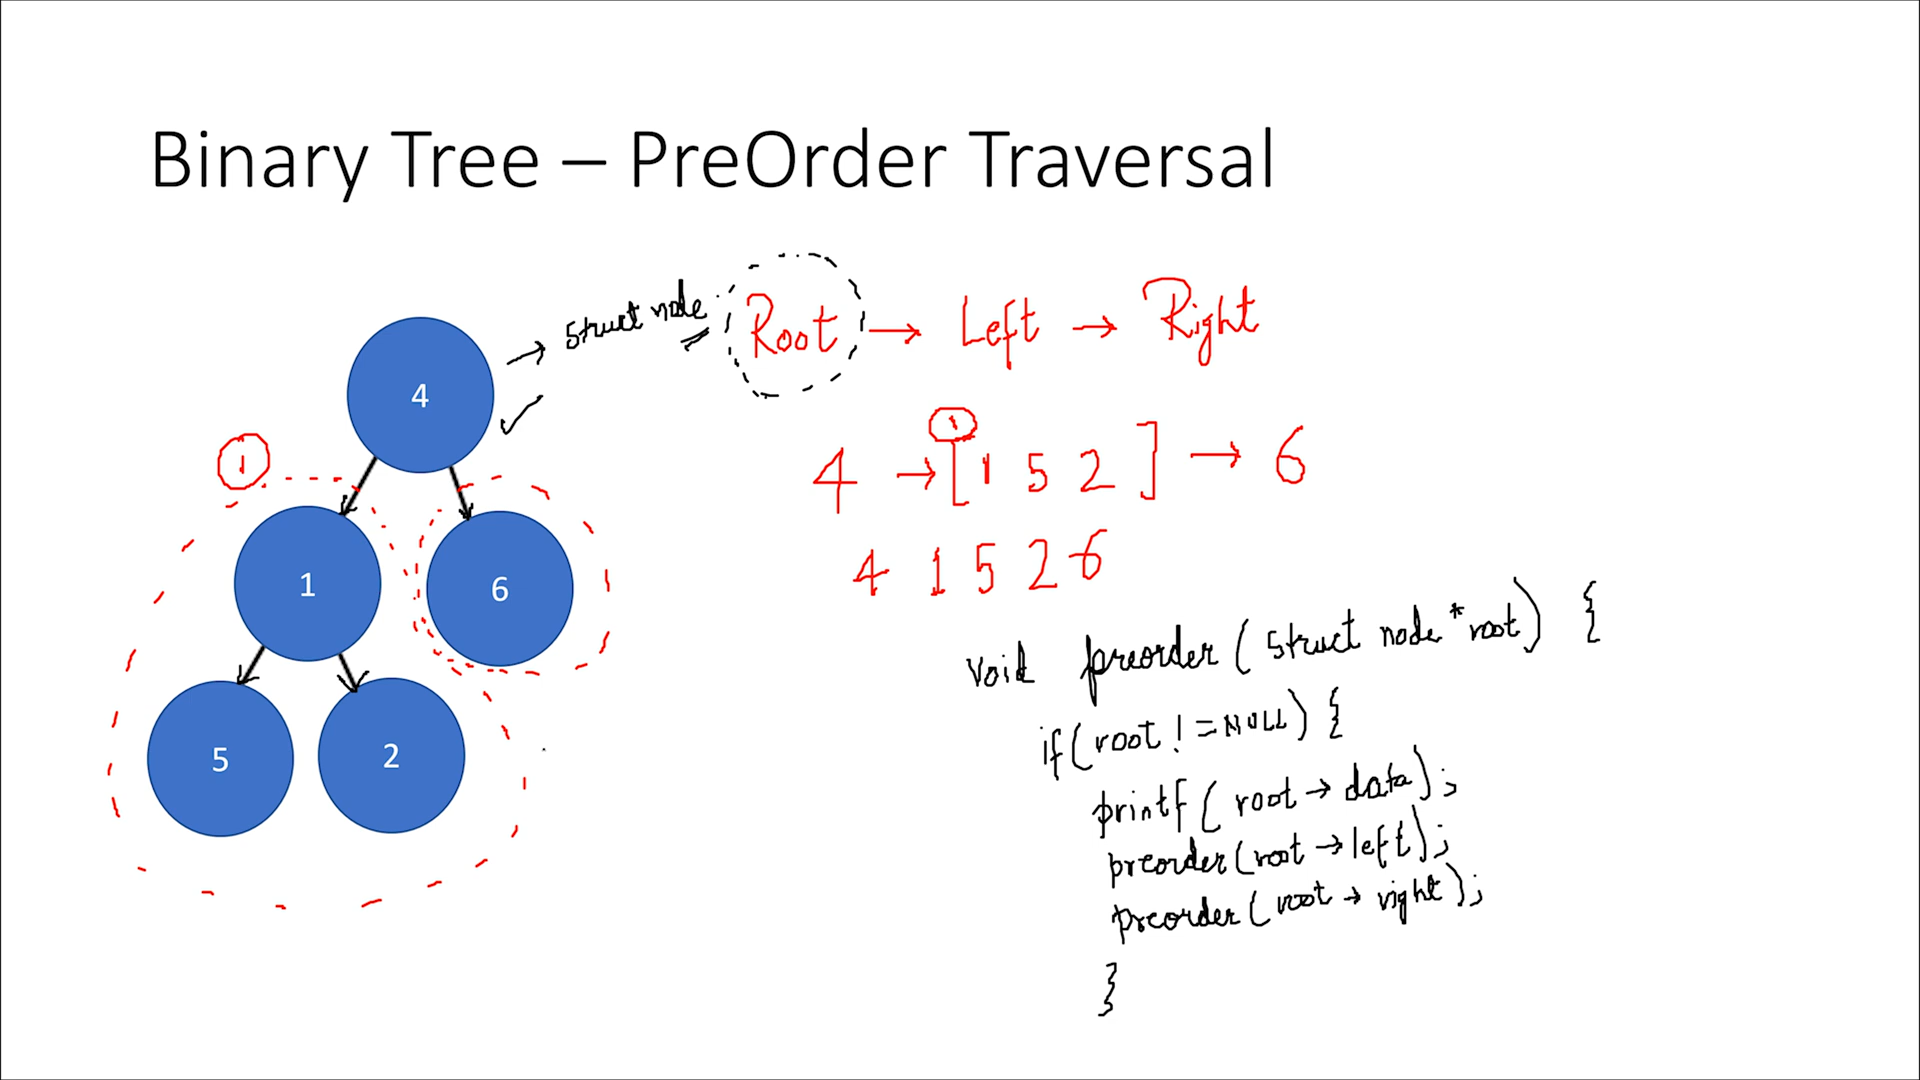 Binary Tree – PreOrder Traversal
struct node
Root → Left → Right
4
1
1
6
5
2
1
4 → [1 5 2] → 6
4 1 5 2 6
void preorder(struct node *root) {
if(root != NULL) {
printf(root → data);
preorder(root → left);
preorder(root → right);
}